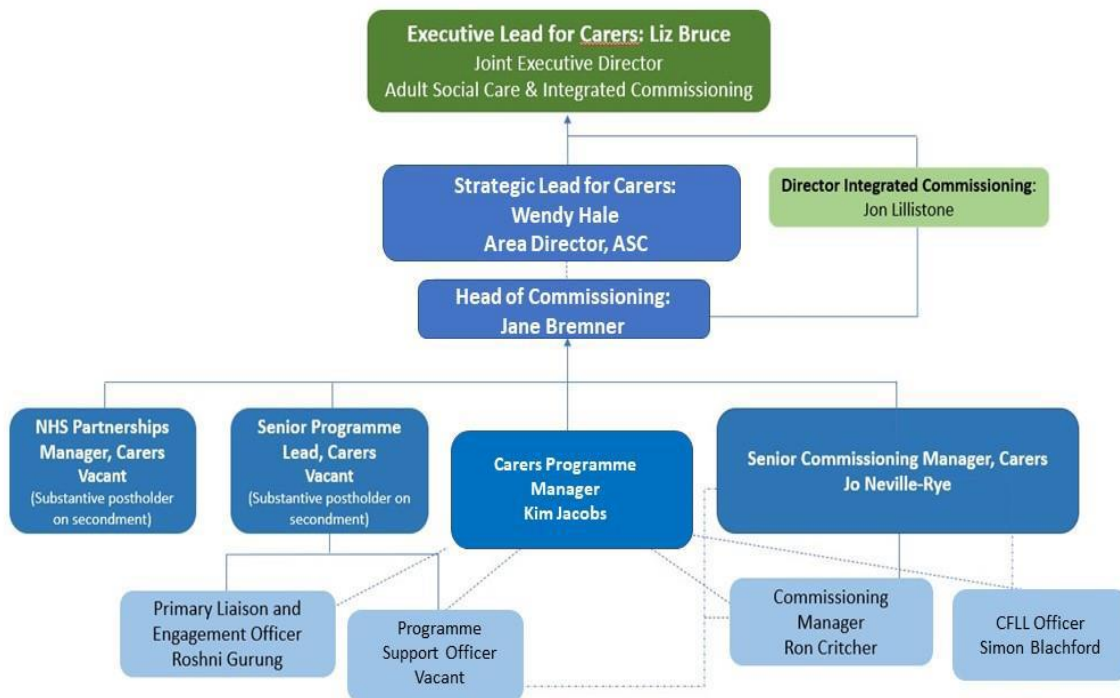 Executive Lead for Carers: Liz Bruce
Joint Executive Director
Adult Social Care & Integrated Commissioning
Strategic Lead for Carers:
Wendy Hale
Area Director, ASC
Director Integrated Commissioning:
Jon Lillistone
Head of Commissioning:
Jane Bremner
NHS Partnerships
Manager, Carers
Vacant
(Substantive postholder
on secondment)
Senior Programme
Lead, Carers
Vacant
(Substantive postholder on
secondment)
Carers Programme
Manager
Kim Jacobs
Senior Commissioning Manager, Carers
Jo Neville-Rye
Primary Liaison and
Engagement Officer
Roshni Gurung
Programme
Support Officer
Vacant
Commissioning
Manager
Ron Critcher
CFLL Officer
Simon Blachford